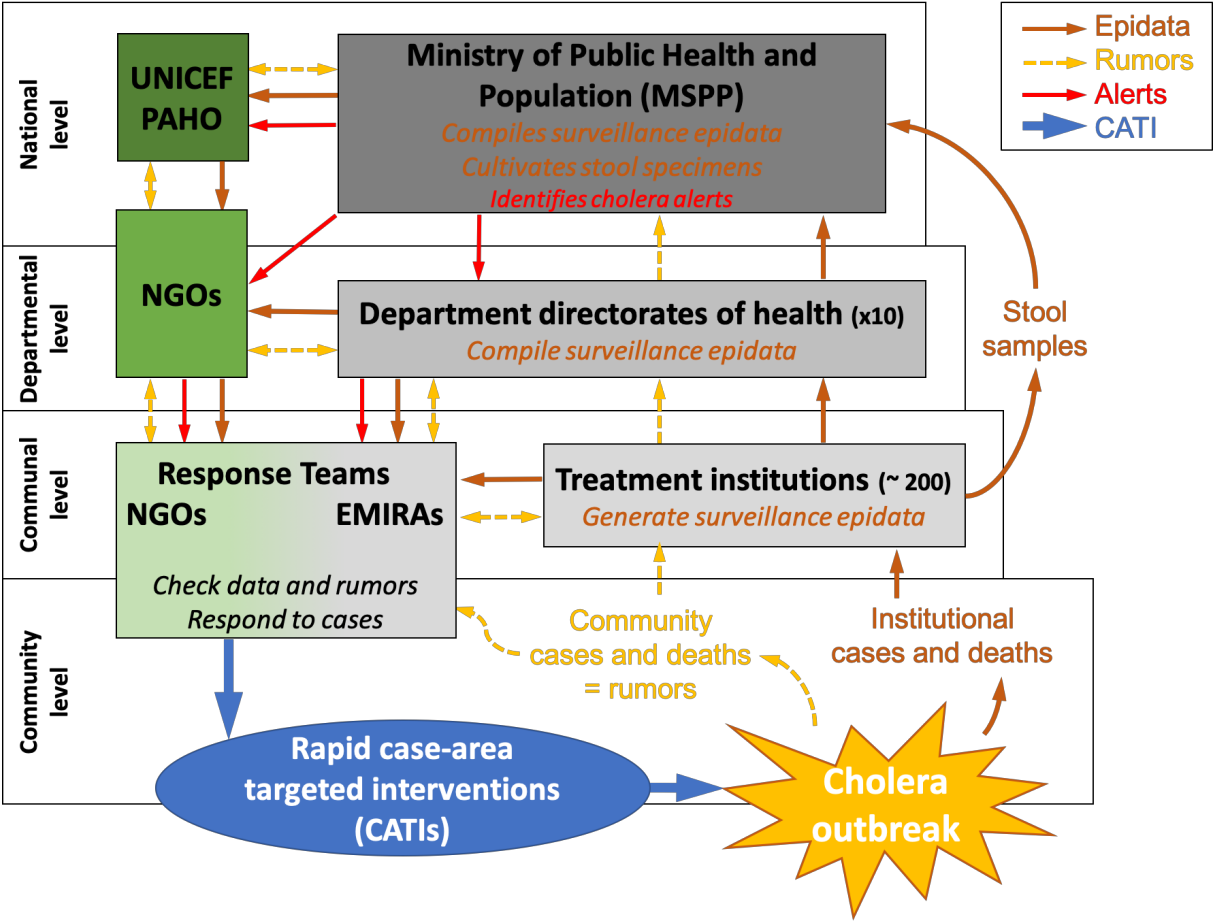 Epidata
Rumors
Alerts
CATI
National
level
UNICEF
PAHO
Ministry of Public Health and
Population (MSPP)
Compiles surveillance epidata
Cultivates stool specimens
Identifies cholera alerts
Departmental
level
NGOs
Department directorates of health (x10)
Compile surveillance epidata
Stool
samples
Communal
level
Response Teams
NGOs EMIRAs
Check data and rumors
Respond to cases
Treatment institutions (~ 200)
Generate surveillance epidata
Community
level
Community
cases and deaths
= rumors
Institutional
cases and deaths
Rapid case-area
targeted interventions
(CATIs)
Cholera
outbreak